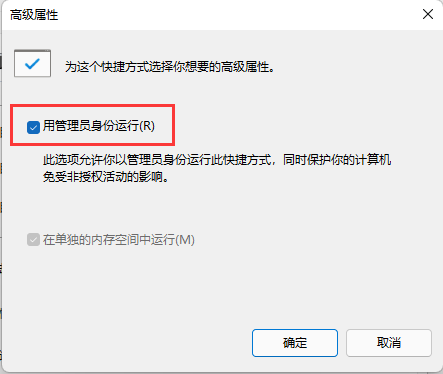 高级属性
为这个快捷方式选择你想要的高级属性。
用管理员身份运行(R)
此选项允许你以管理员身份运行此快捷方式，同时保护你的计算机
免受非授权活动的影响。
在单独的内存空间中运行(M)
确定
取消